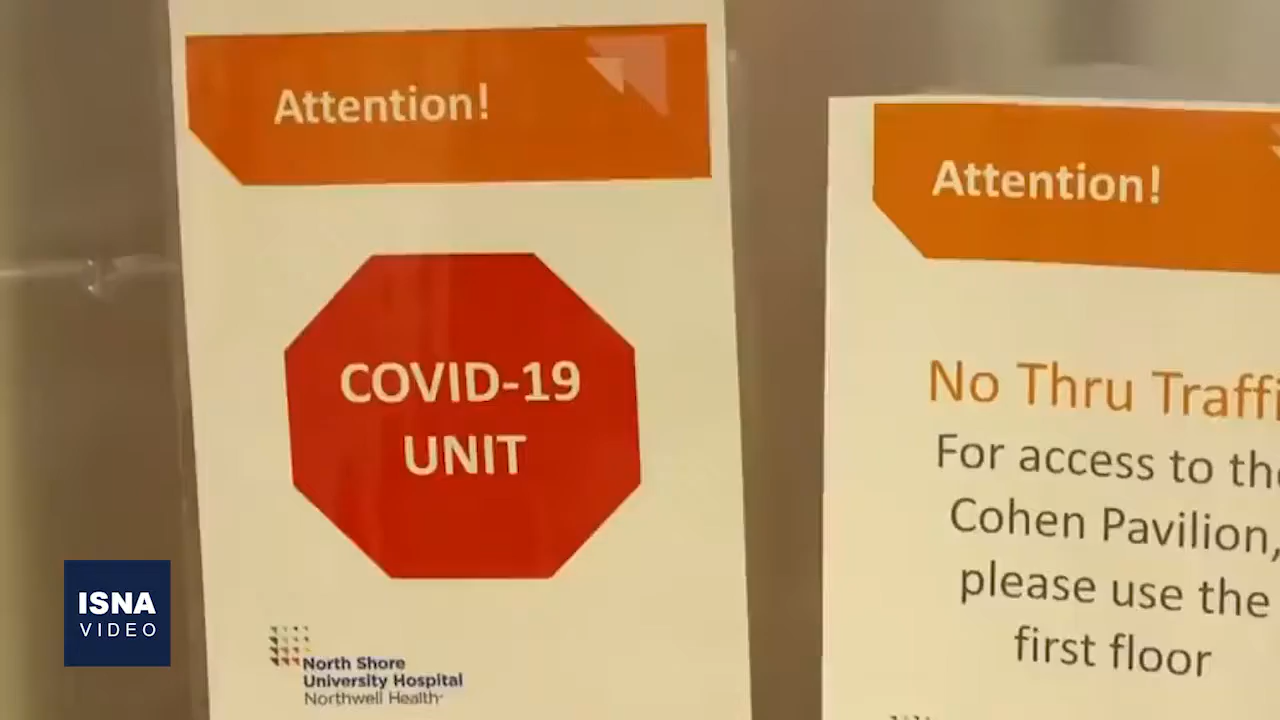 Attention!
COVID-19
UNIT
North Shore
University Hospital
Northwell Health
Attention!
No Thru Traffi
For access to the
Cohen Pavilion,
please use the
first floor
ISNA
VIDEO